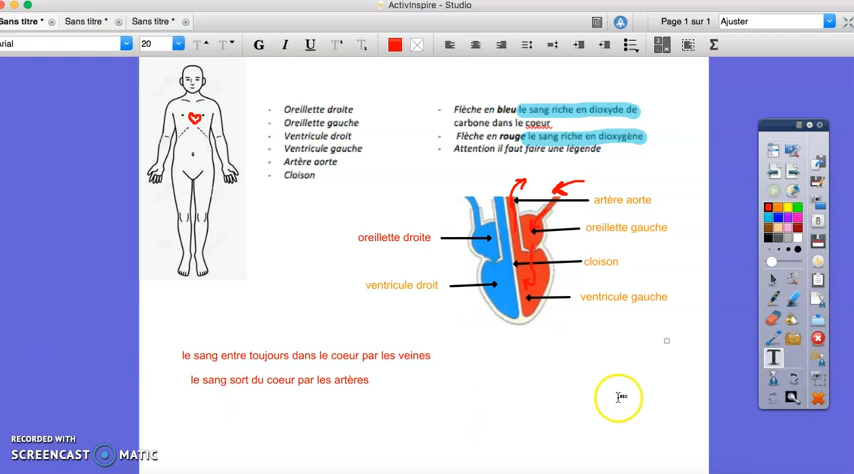 ActivInspire - Studio
Sans titre *
Sans titre *
Sans titre *
Page 1 sur 1
Ajuster
Arial
20
G
I
U
T
T
T
T
Σ
- Oreillette droite
- Oreillette gauche
- Ventricule droit
- Ventricule gauche
- Artère aorte
- Cloison
- Flèche en bleu le sang riche en dioxyde de
carbone dans le coeur
- Flèche en rouge le sang riche en dioxygène
- Attention il faut faire une légende
artère aorte
oreillette gauche
oreillette droite
cloison
ventricule droit
ventricule gauche
le sang entre toujours dans le coeur par les veines
le sang sort du coeur par les artères
T
RECORDED WITH
SCREENCAST MATIC